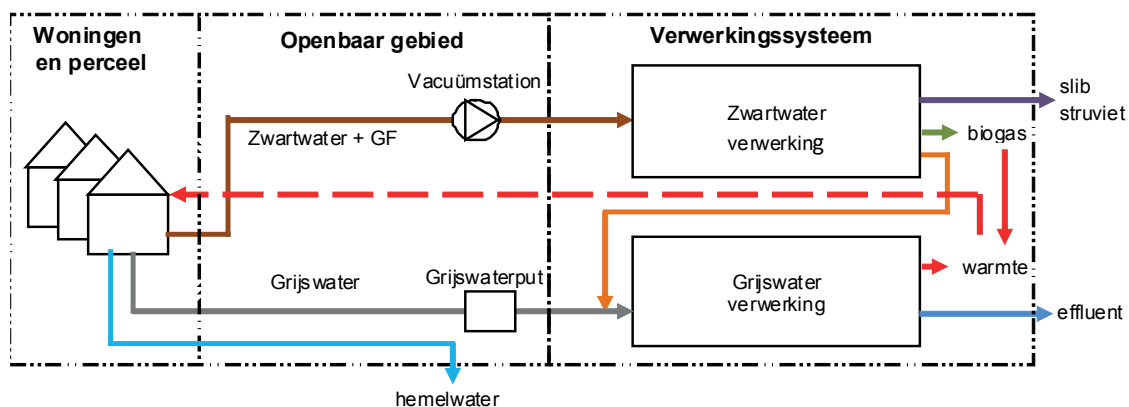 Woningen
en perceel
Openbaar gebied
Verwerkingssysteem
Vacuümstation
Zwartwater + GF
Zwartwater
verwerking
slib
struviet
biogas
Grijswater
Grijswaterput
Grijswater
verwerking
warmte
effluent
hemelwater